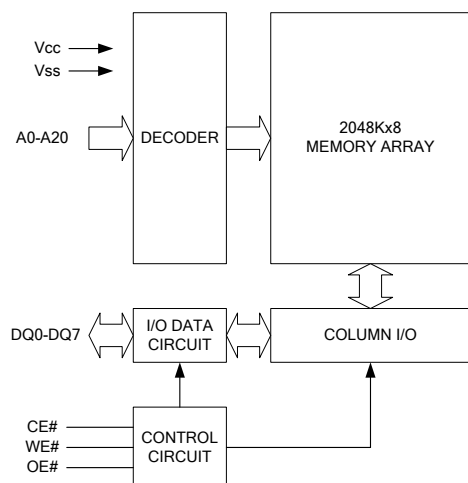 Vcc
Vss
A0-A20
DECODER
2048Kx8
MEMORY ARRAY
DQ0-DQ7
I/O DATA
CIRCUIT
COLUMN I/O
CE#
WE#
OE#
CONTROL
CIRCUIT